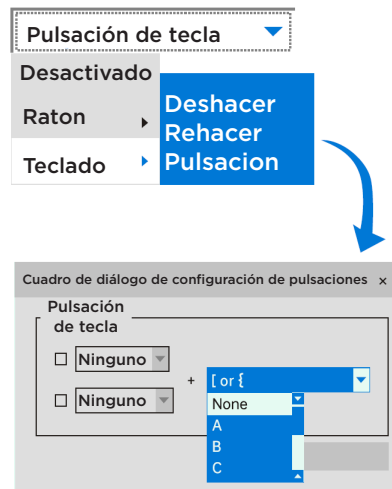 Pulsación de tecla
Desactivado
Raton
Teclado
Deshacer
Rehacer
Pulsacion
Cuadro de diálogo de configuración de pulsaciones ×
Pulsación
de tecla
Ninguno
+
Ninguno
[ or {
None
A
B
C